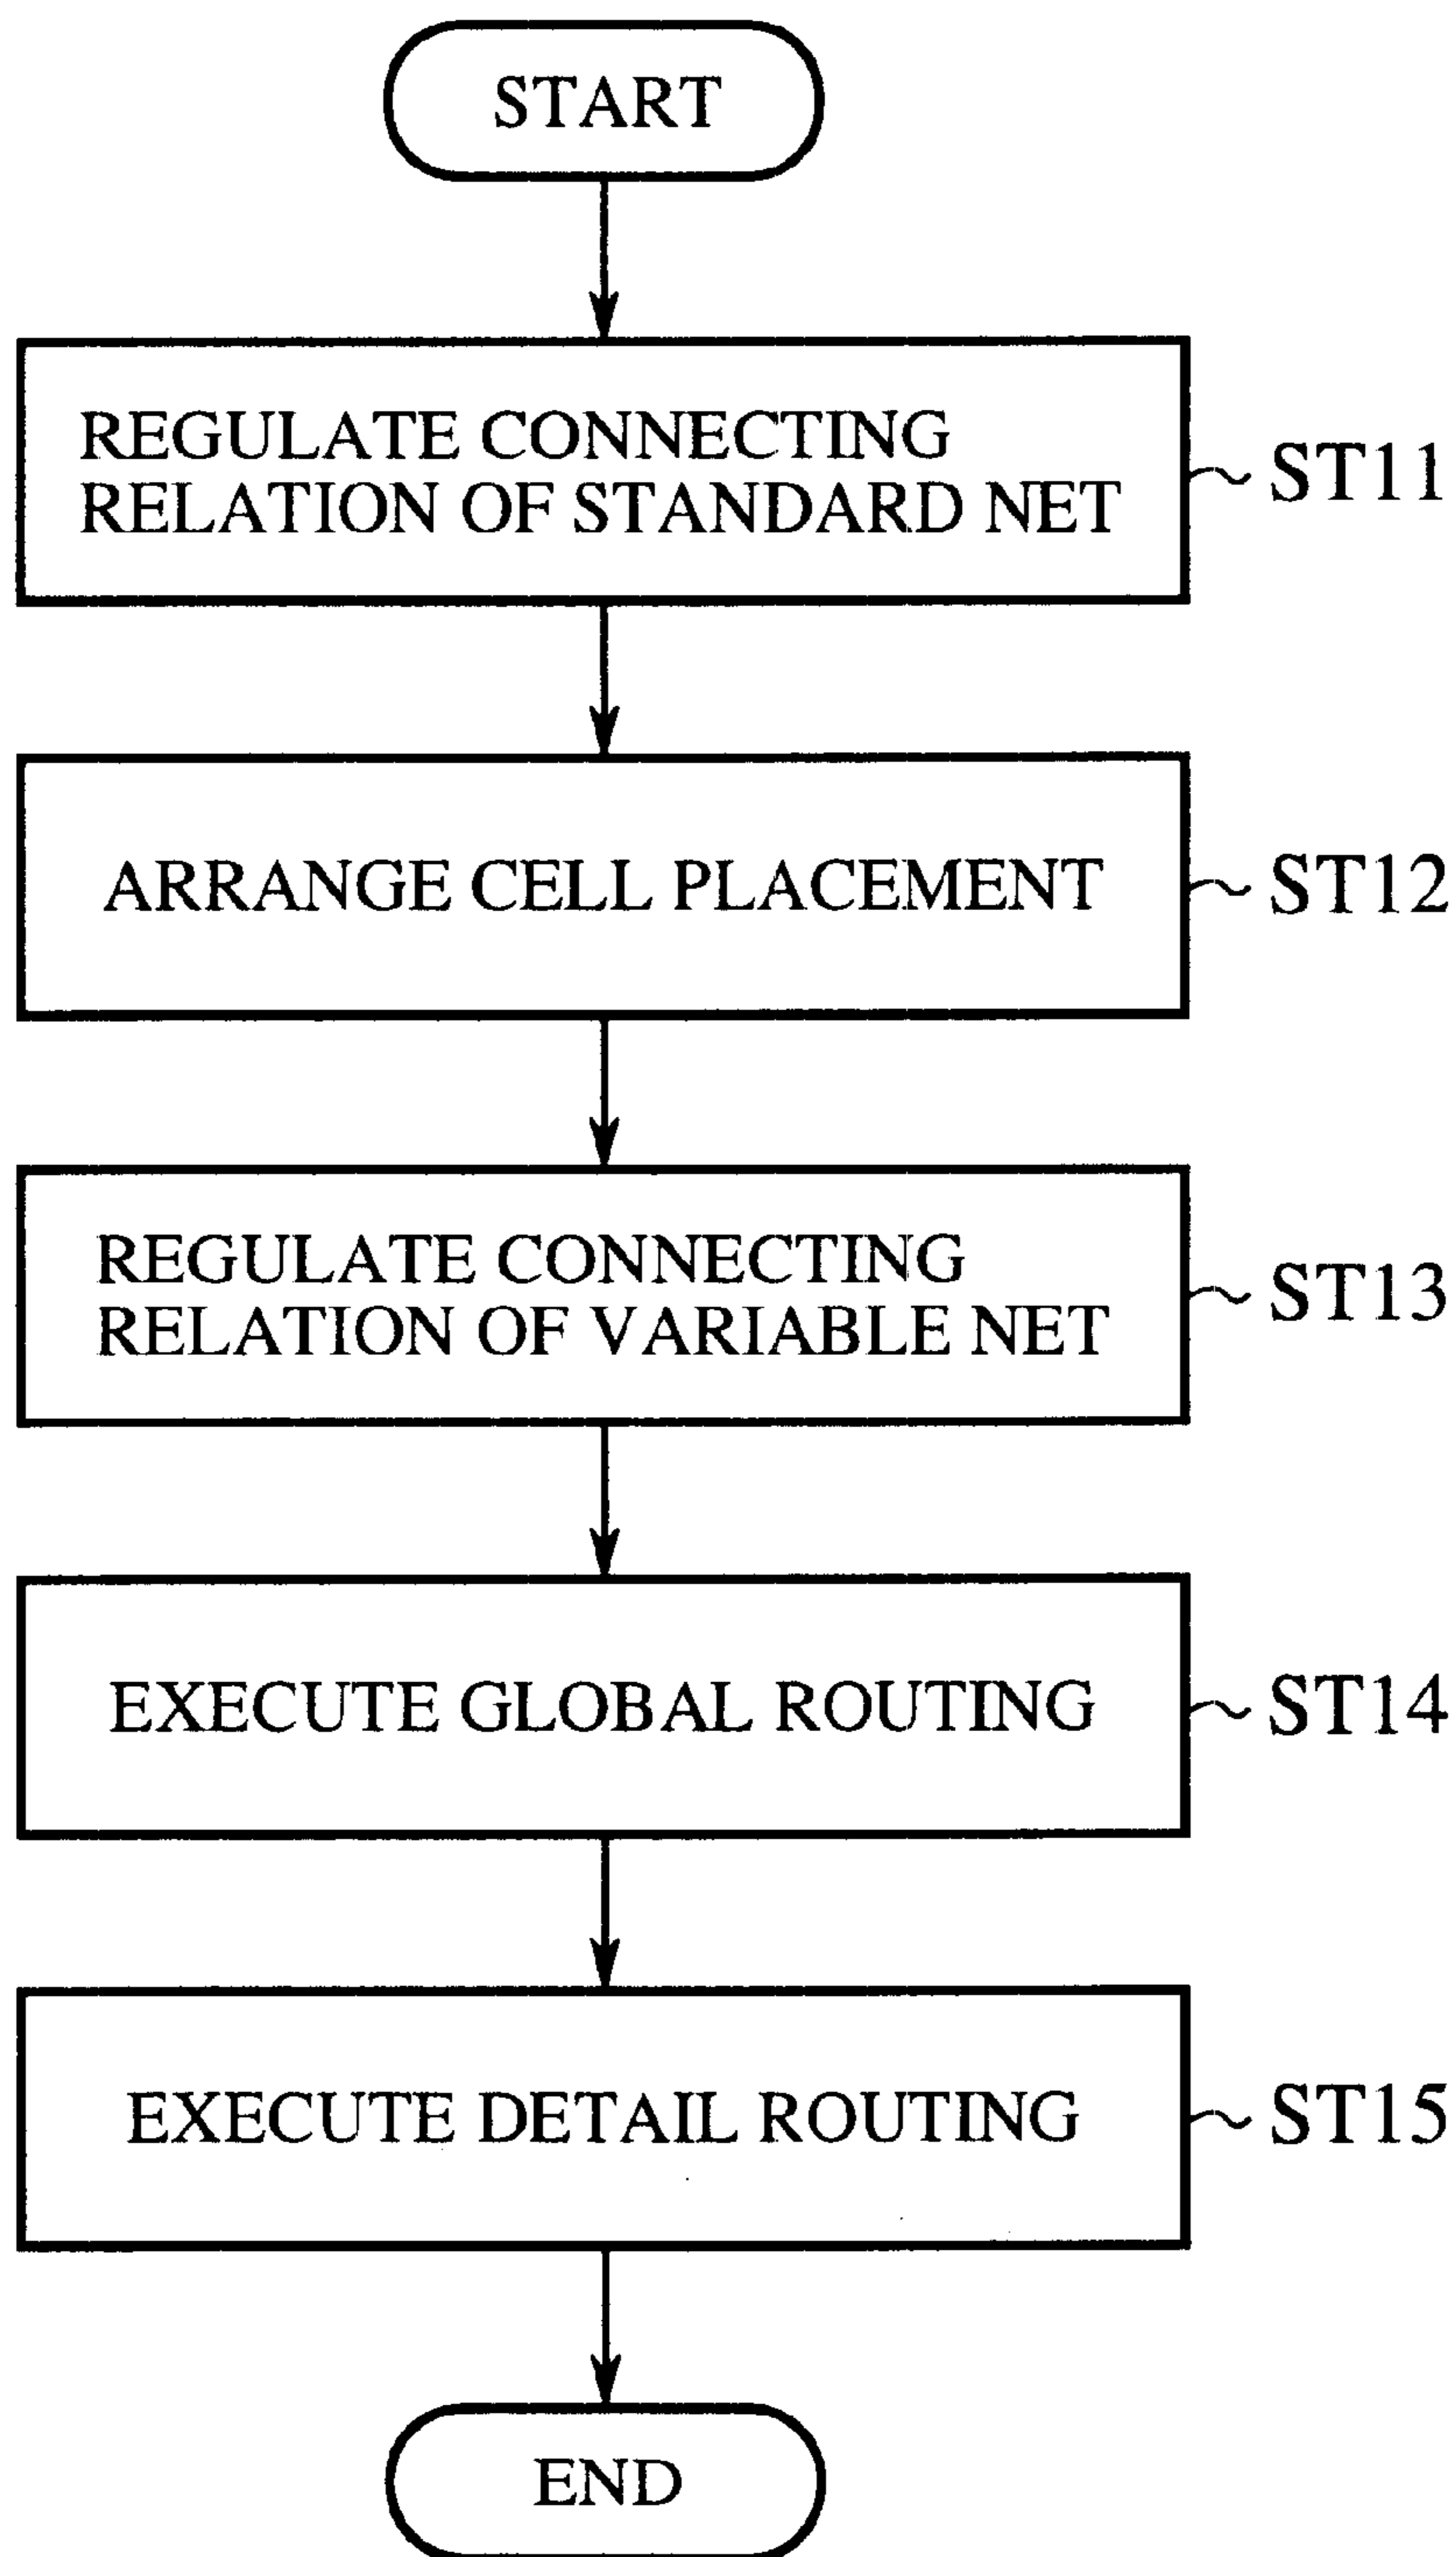 START
REGULATE CONNECTING
RELATION OF STANDARD NET
ST11
ARRANGE CELL PLACEMENT
ST12
REGULATE CONNECTING
RELATION OF VARIABLE NET
ST13
EXECUTE GLOBAL ROUTING
ST14
EXECUTE DETAIL ROUTING
ST15
END